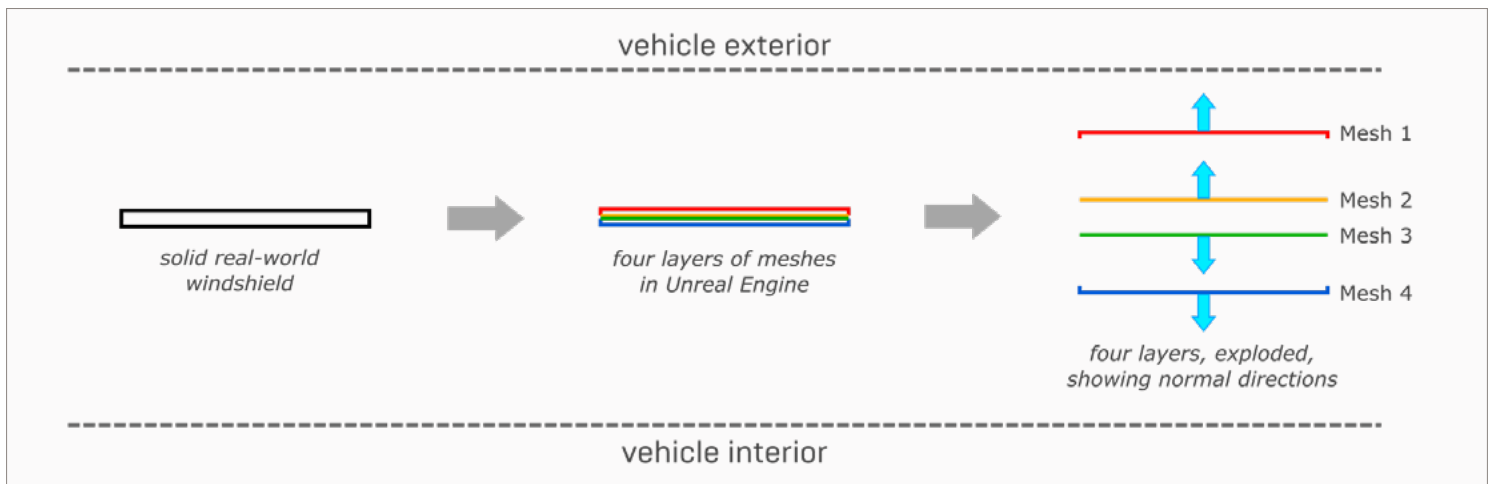 vehicle exterior
solid real-world
windshield
four layers of meshes
in Unreal Engine
Mesh 1
Mesh 2
Mesh 3
Mesh 4
four layers, exploded,
showing normal directions
vehicle interior